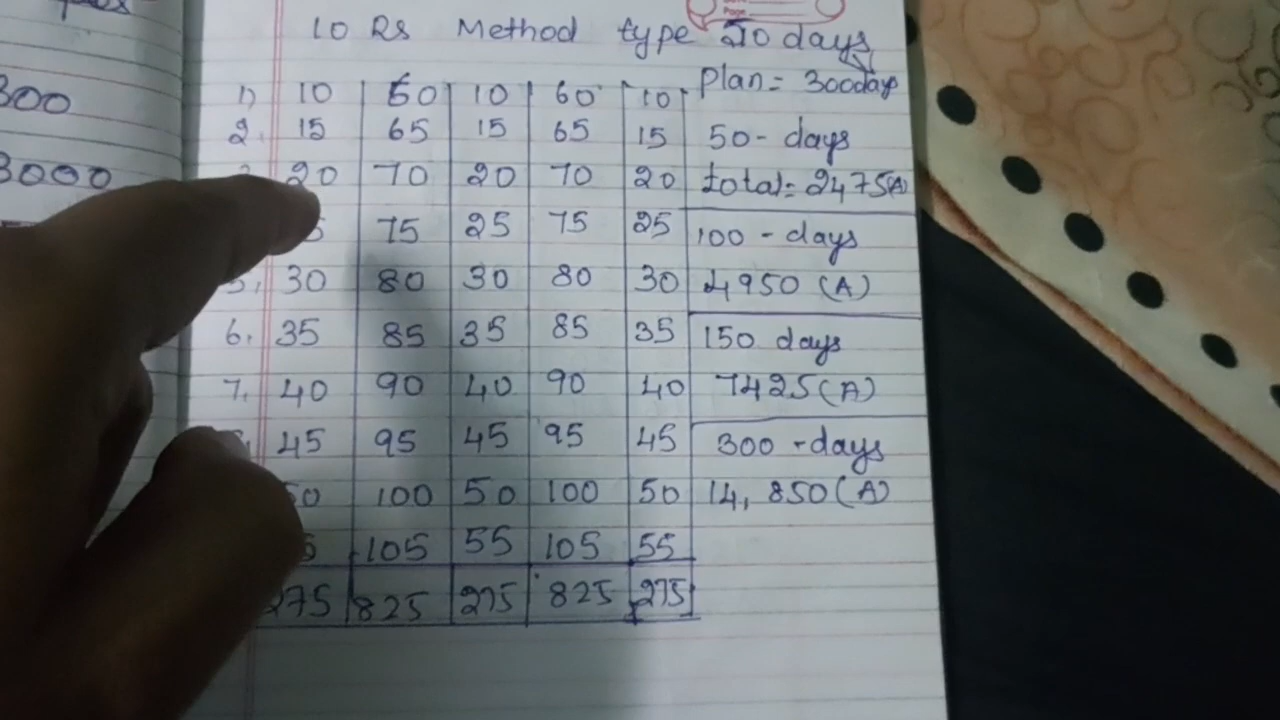 300
3000
10 Rs Method type 210 days
Plan = 300 days
1) 10 60 10 60 10
2. 15 65 15 65 15 50 - days
20 70 20 70 20 total = 2475(A)
75 25 75 25 100 - days
30 80 30 80 30 4950 (A)
6. 35 85 35 85 35 150 days
7. 40 90 40 90 40 7425(A)
45 95 45 95 45 300 - days
50 100 50 100 50 14, 850(A)
105 55 105 55
275 825 275 825 275